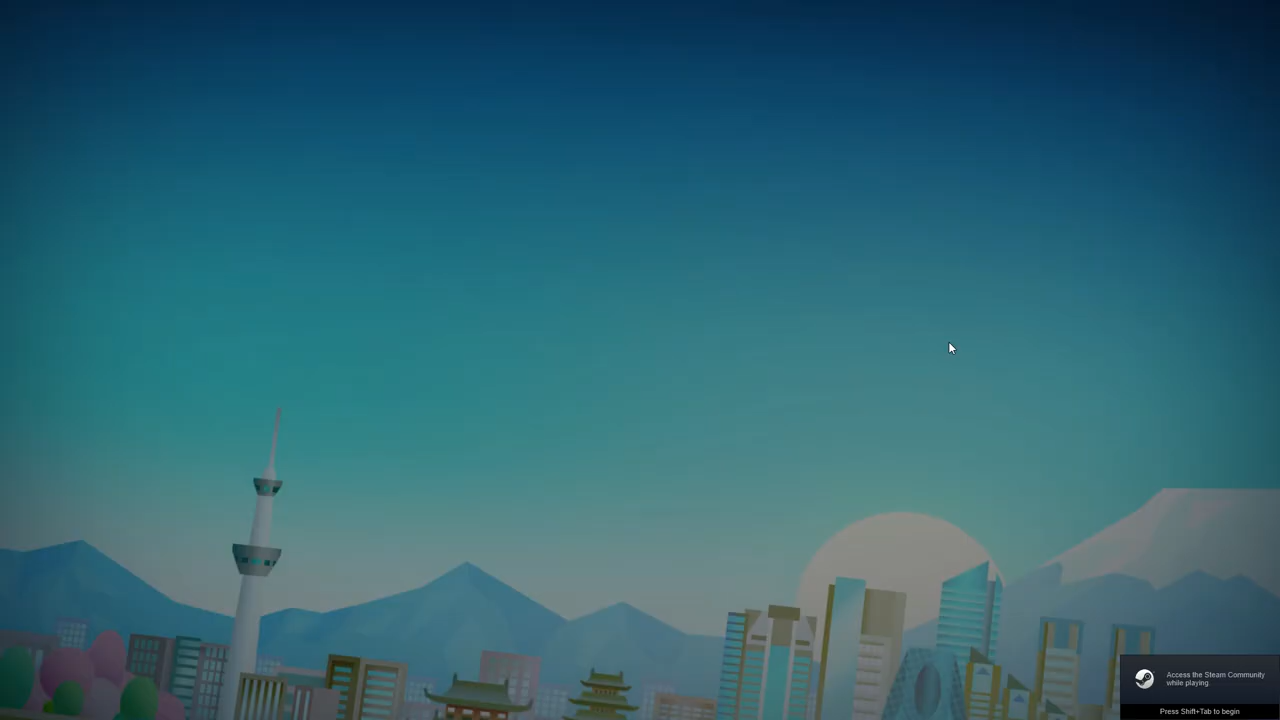 Access the Steam Community
while playing
Press Shift+Tab to begin